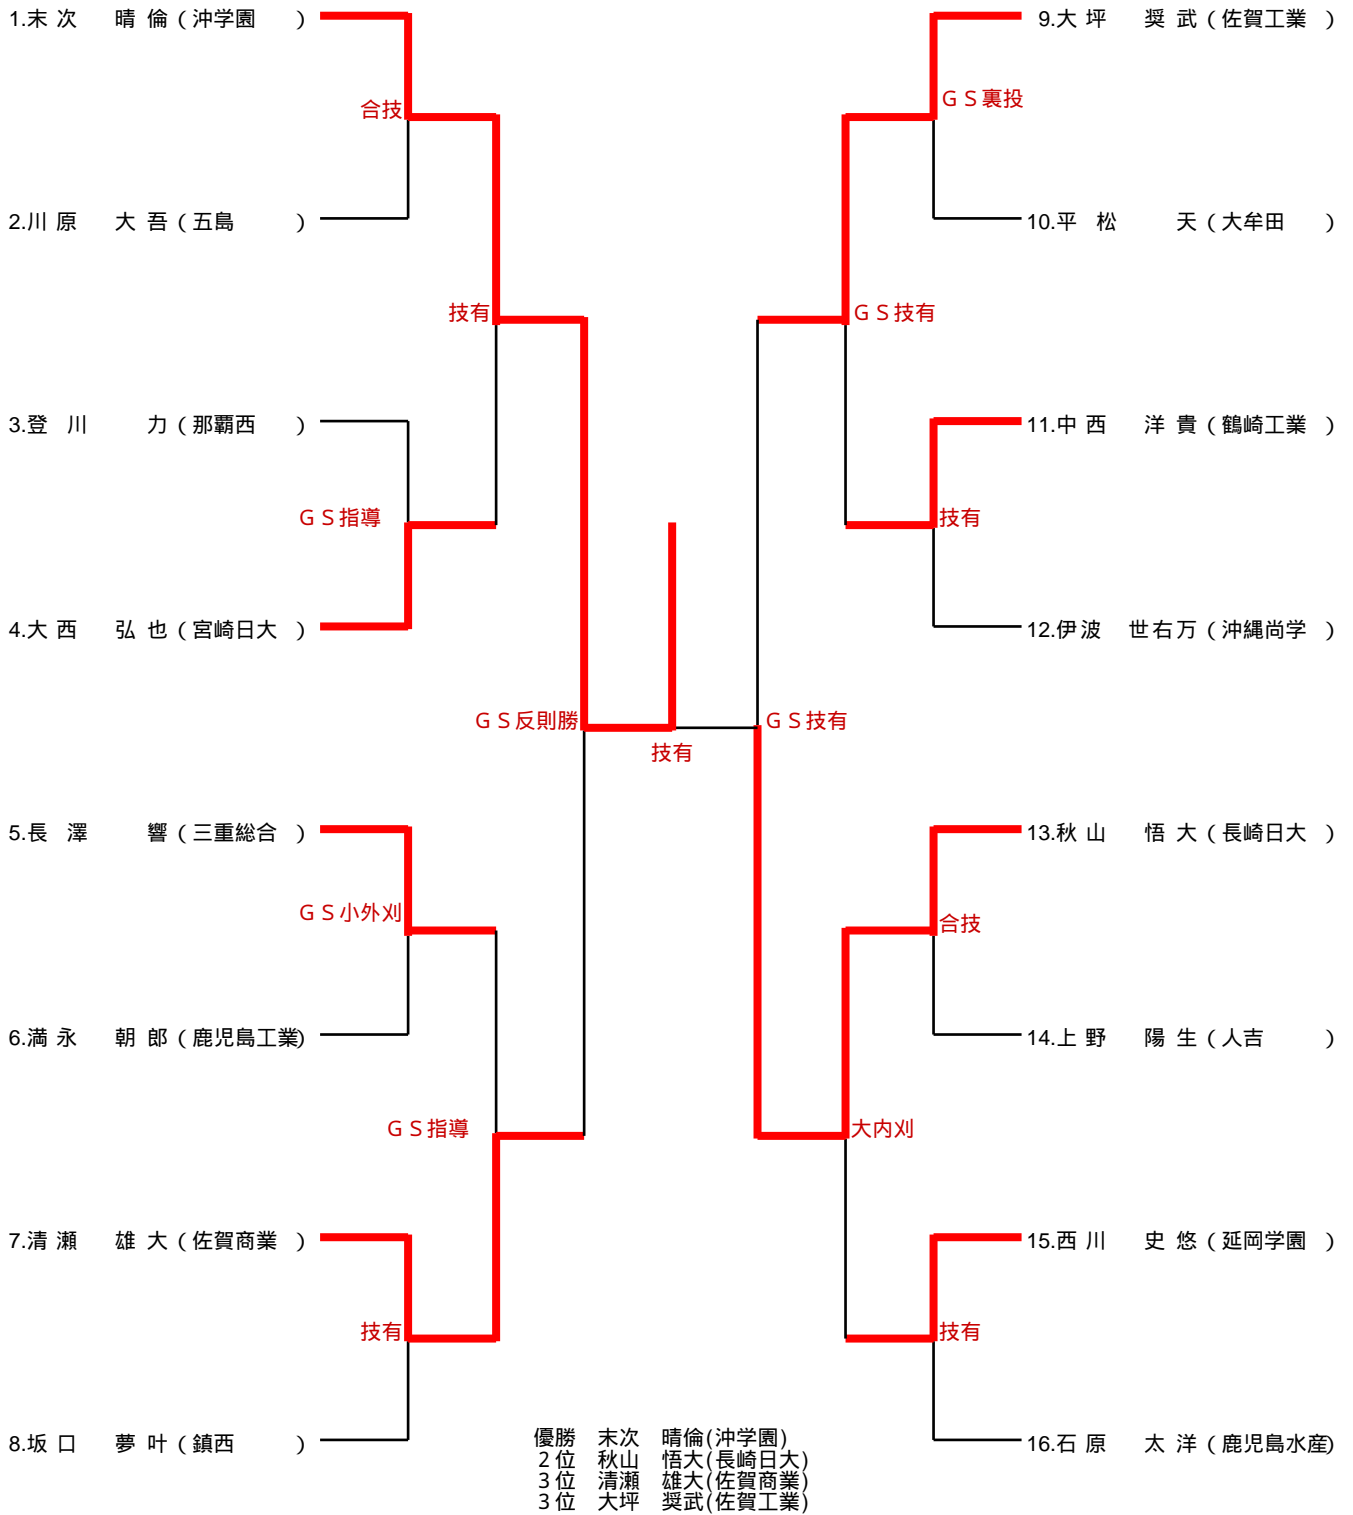 1.末次　晴倫（沖学園　）
合技
2.川原　大吾（五島　）
技有
3.登川　力（那覇西　）
ＧＳ指導
4.大西　弘也（宮崎日大　）
ＧＳ反則勝
5.長澤　響（三重総合　）
ＧＳ小外刈
6.満永　朝郎（鹿児島工業）
ＧＳ指導
7.清瀬　雄大（佐賀商業　）
技有
8.坂口　夢叶（鎮西　）
技有
9.大坪　奨武（佐賀工業　）
ＧＳ裏投
10.平松　天（大牟田　）
ＧＳ技有
11.中西　洋貴（鶴崎工業　）
技有
12.伊波　世右万（沖縄尚学　）
ＧＳ技有
13.秋山　悟大（長崎日大　）
合技
14.上野　陽生（人吉　）
大内刈
15.西川　史悠（延岡学園　）
技有
16.石原　太洋（鹿児島水産）
優勝　末次　晴倫(沖学園)
２位　秋山　悟大(長崎日大)
３位　清瀬　雄大(佐賀商業)
３位　大坪　奨武(佐賀工業)